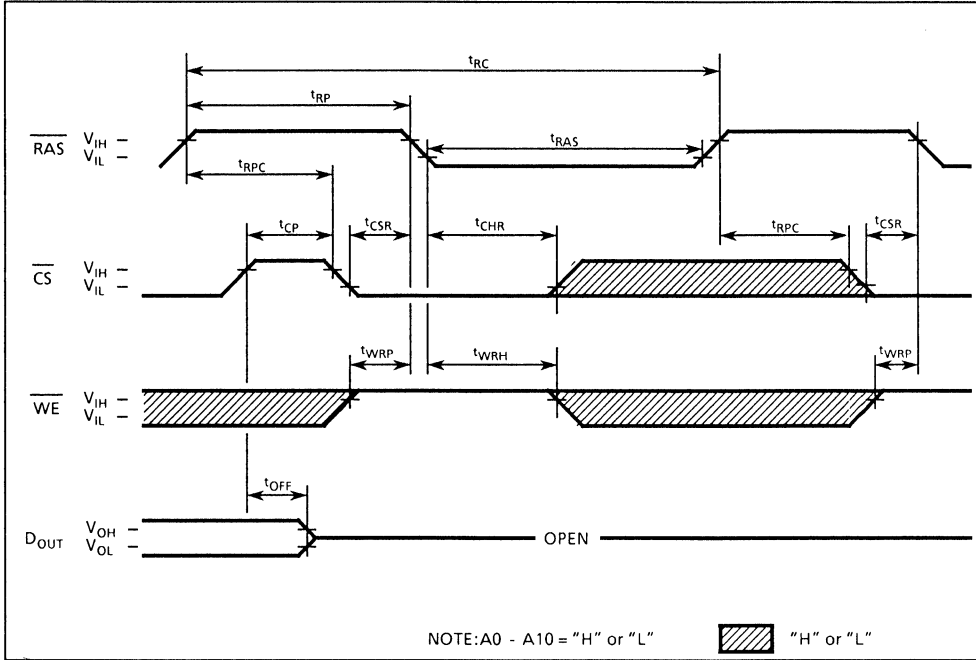 tRC
tRP
RAS VIH
VIL
tRAS
tRPC
tCP tCSR tCHR tRPC tCSR
CS VIH
VIL
tWRP tWRH tWRP
WE VIH
VIL
tOFF
DOUT VOH
VOL
OPEN
NOTE:A0 - A10 = "H" or "L" "H" or "L"